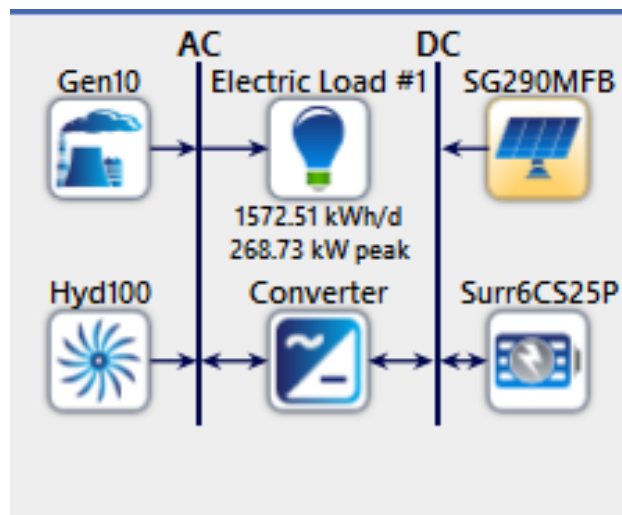 AC DC
Gen10 Electric Load #1 SG290MFB
1572.51 kWh/d
268.73 kW peak
Hyd100 Converter Surr6CS25P